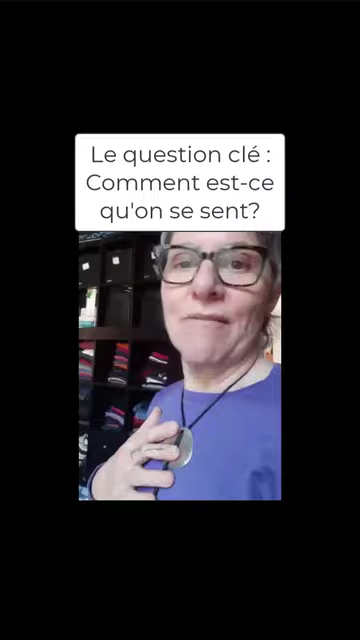 Le question clé :
Comment est-ce
qu'on se sent?